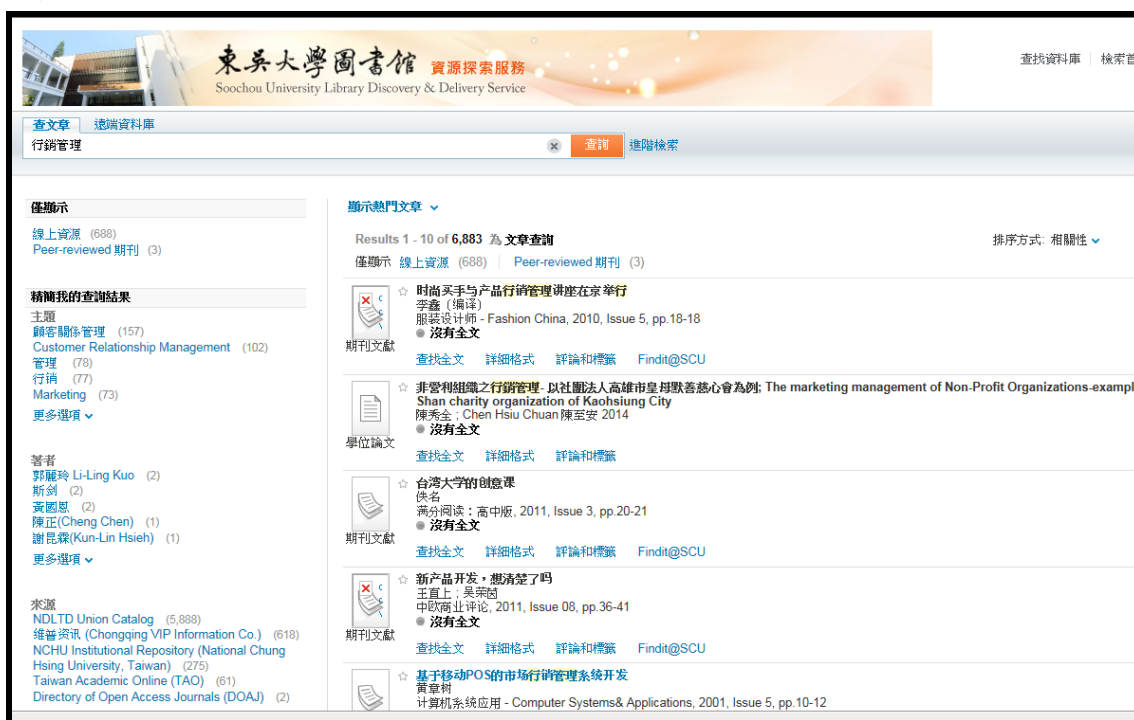 東吳大學圖書館 資源探索服務
Soochou University Library Discovery & Delivery Service
查找資料庫 檢索首
查文章 遠端資料庫
行銷管理 查詢 進階檢索
僅顯示
線上資源 (688)
Peer-reviewed 期刊 (3)
精簡我的查詢結果
主題
顧客關係管理 (157)
Customer Relationship Management (102)
管理 (78)
行销 (77)
Marketing (73)
更多選項
著者
郭麗玲 Li-Ling Kuo (2)
斯剑 (2)
黃國恩 (2)
陳正(Cheng Chen) (1)
謝昆霖(Kun-Lin Hsieh) (1)
更多選項
來源
NDLTD Union Catalog (5,888)
维普资讯 (Chongqing VIP Information Co.) (618)
NCHU Institutional Repository (National Chung
Hsing University, Taiwan) (275)
Taiwan Academic Online (TAO) (61)
Directory of Open Access Journals (DOAJ) (2)
顯示熱門文章
Results 1 - 10 of 6,883 為 文章查詢
排序方式: 相關性
僅顯示 線上資源 (688) Peer-reviewed 期刊 (3)
时尚买手与产品行销管理讲座在京举行
李鑫 (编译)
服装设计师 - Fashion China, 2010, Issue 5, pp.18-18
沒有全文
期刊文獻
查找全文 詳細格式 評論和標籤 Findit@SCU
非營利組織之行銷管理- 以社團法人高雄市皇母默善慈心會為例; The marketing management of Non-Profit Organizations-exampl
Shan charity organization of Kaohsiung City
陳秀全 ; Chen Hsiu Chuan 陳至安 2014
沒有全文
學位論文
查找全文 詳細格式 評論和標籤
台湾大学的创意课
佚名
满分阅读：高中版, 2011, Issue 3, pp.20-21
沒有全文
期刊文獻
查找全文 詳細格式 評論和標籤 Findit@SCU
新产品开发，想清楚了吗
王直上 ; 吴荣茵
中欧商业评论, 2011, Issue 08, pp.36-41
沒有全文
期刊文獻
查找全文 詳細格式 評論和標籤 Findit@SCU
基于移动POS的市场行销管理系统开发
黄章树
计算机系统应用 - Computer Systems& Applications, 2001, Issue 5, pp.10-12